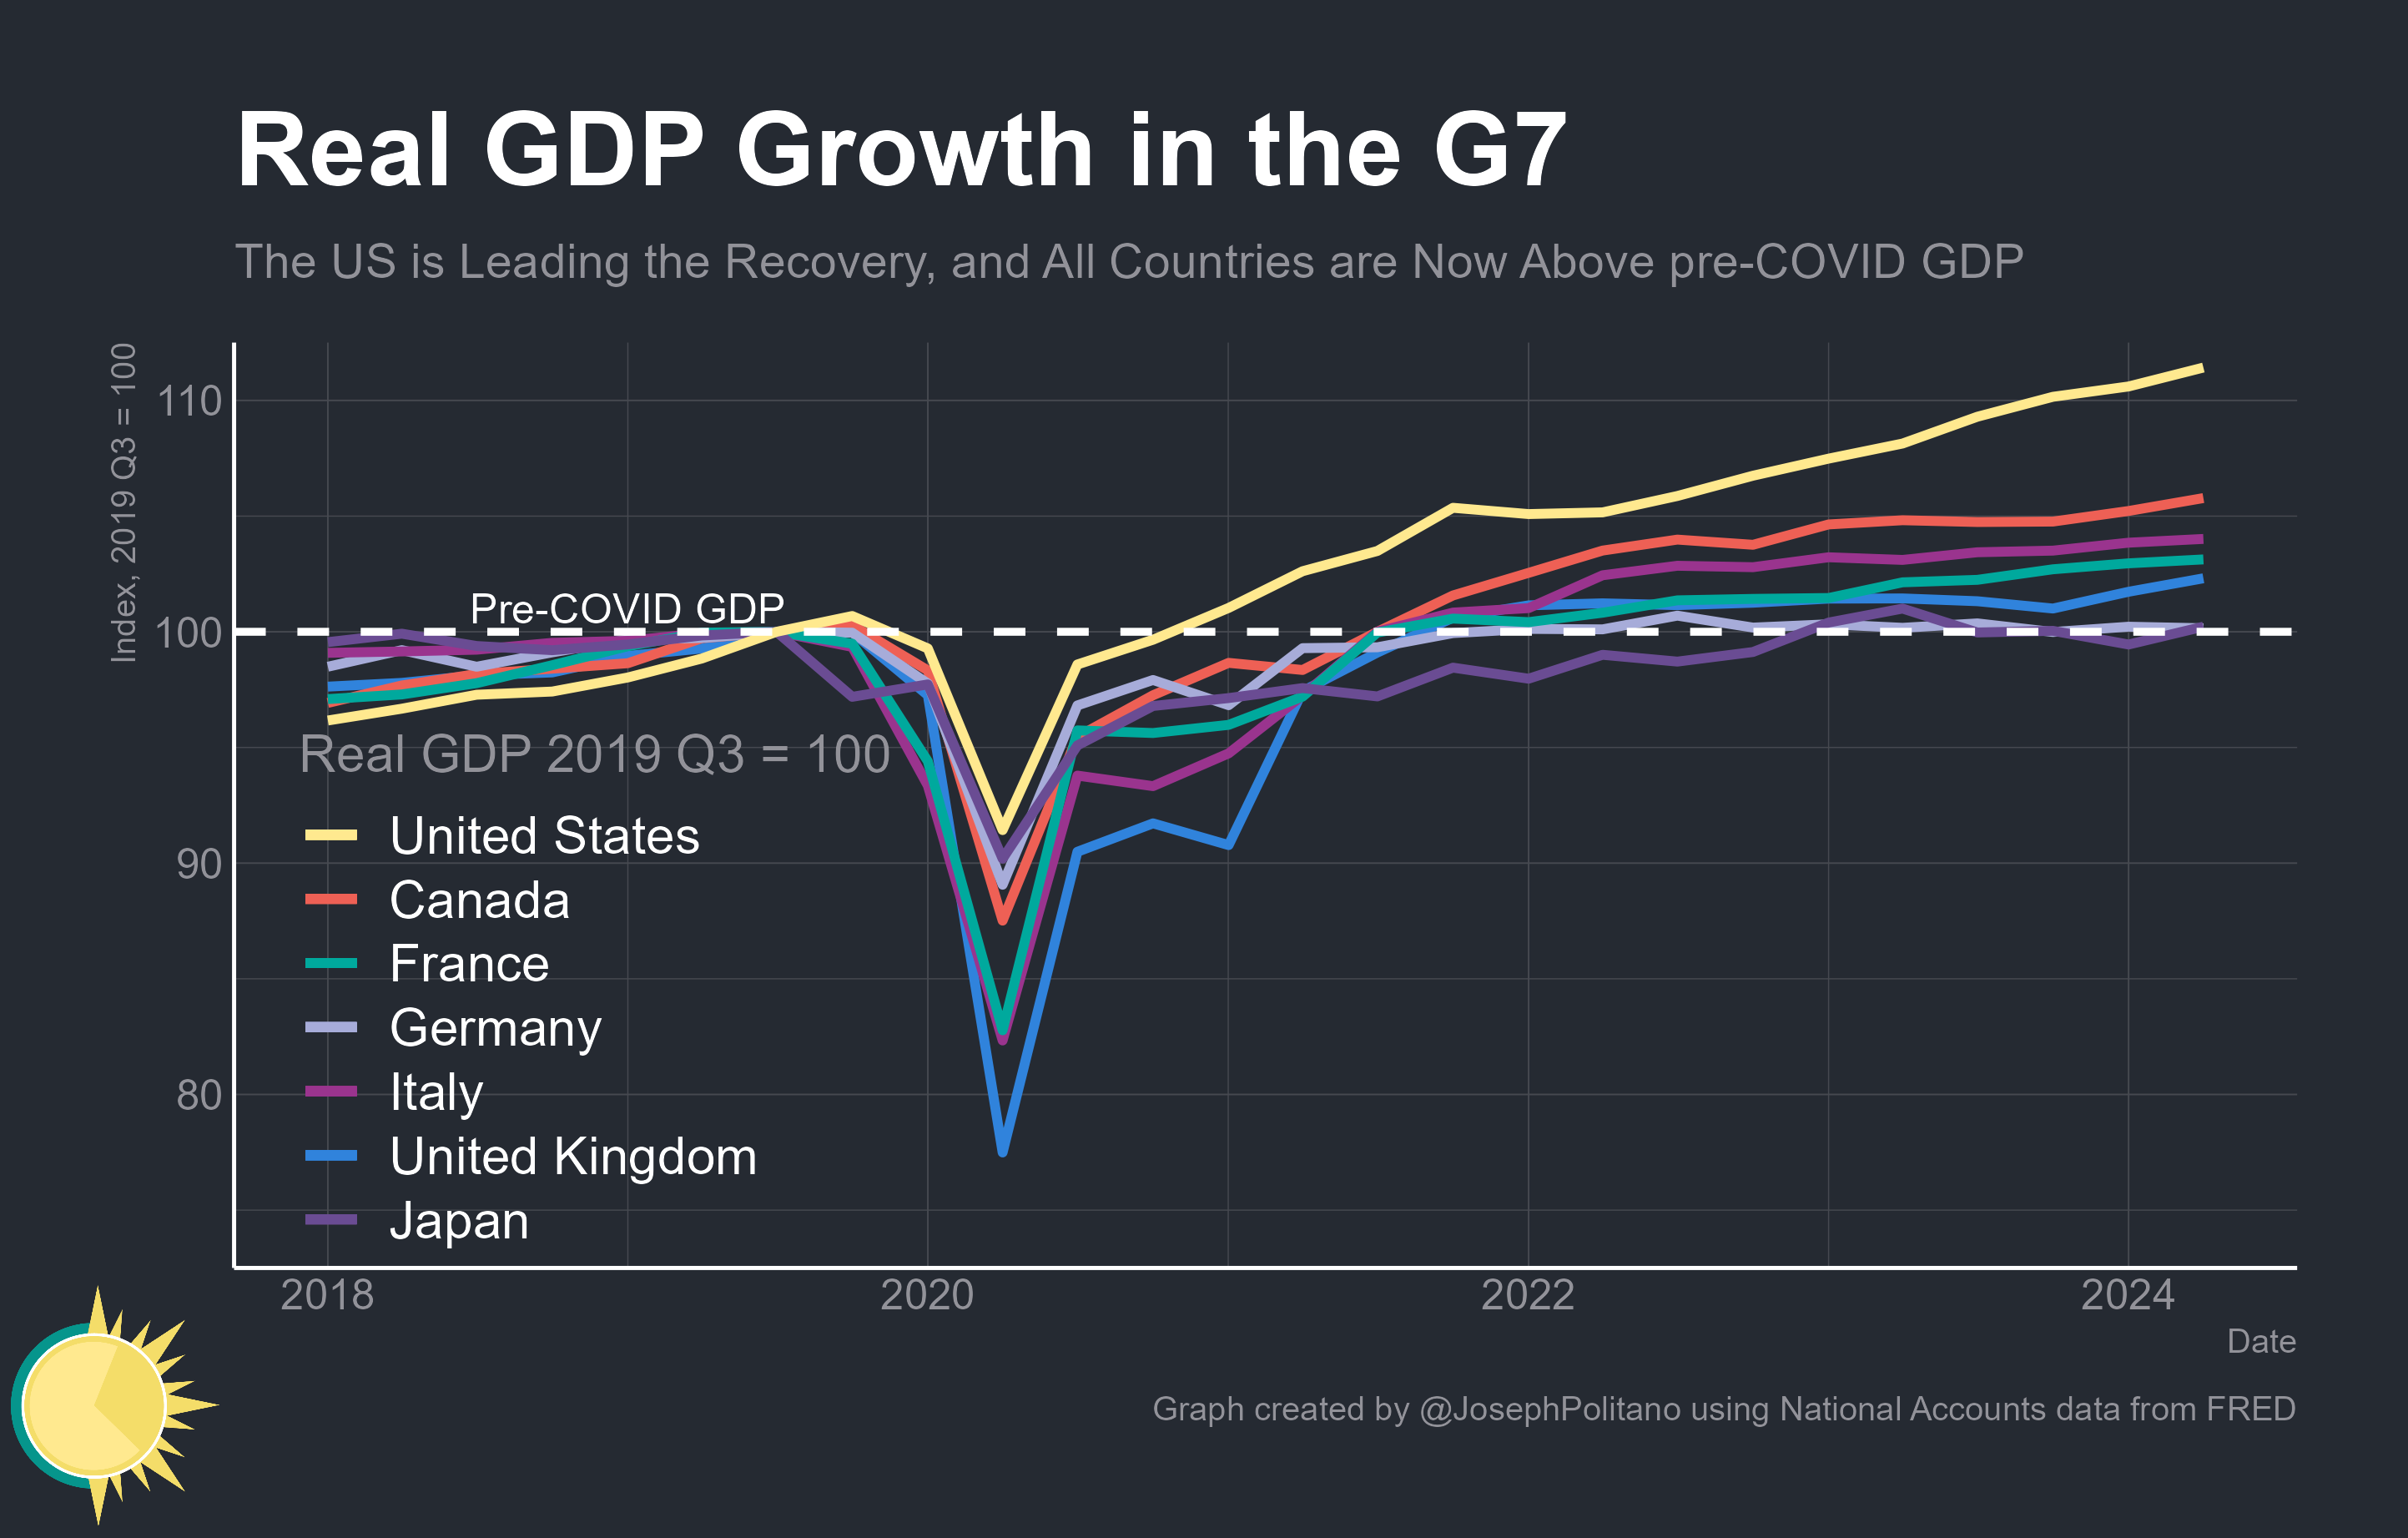 Real GDP Growth in the G7
The US is Leading the Recovery, and All Countries are Now Above pre-COVID GDP
Index, 2019 Q3 = 100
110
100
90
80
Pre-COVID GDP
Real GDP 2019 Q3 = 100
United States
Canada
France
Germany
Italy
United Kingdom
Japan
2018
2020
2022
2024
Date
Graph created by @JosephPolitano using National Accounts data from FRED